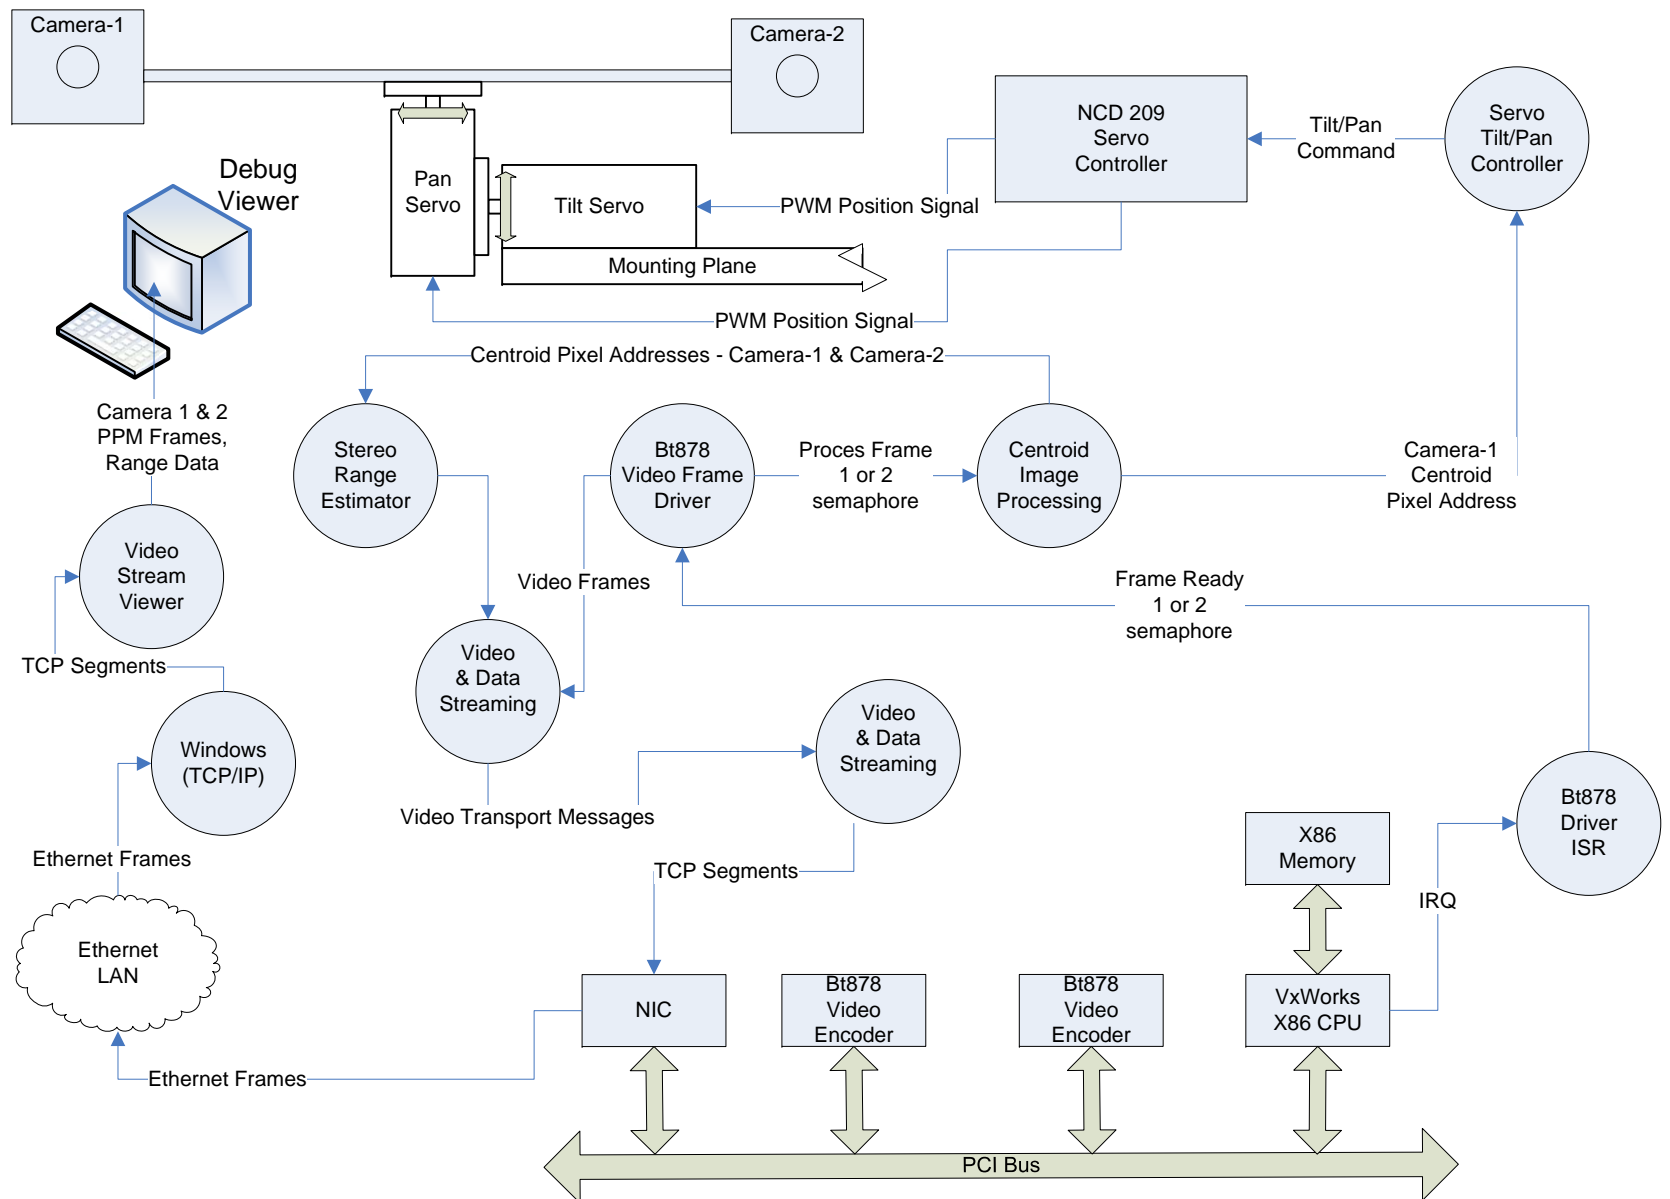 Camera-1
Camera-2
NCD 209
Servo
Controller
Tilt/Pan
Command
Servo
Tilt/Pan
Controller
Debug
Viewer
Pan
Servo
Tilt Servo
PWM Position Signal
Mounting Plane
PWM Position Signal
Centroid Pixel Addresses - Camera-1 & Camera-2
Camera 1 & 2
PPM Frames,
Range Data
Stereo
Range
Estimator
Bt878
Video Frame
Driver
Proces Frame
1 or 2
semaphore
Centroid
Image
Processing
Camera-1
Centroid
Pixel Address
Video
Stream
Viewer
Video Frames
Frame Ready
1 or 2
semaphore
TCP Segments
Video
& Data
Streaming
Video
& Data
Streaming
Windows
(TCP/IP)
Video Transport Messages
Bt878
Driver
ISR
X86
Memory
Ethernet Frames
TCP Segments
IRQ
Ethernet
LAN
NIC
Bt878
Video
Encoder
Bt878
Video
Encoder
VxWorks
X86 CPU
Ethernet Frames
PCI Bus